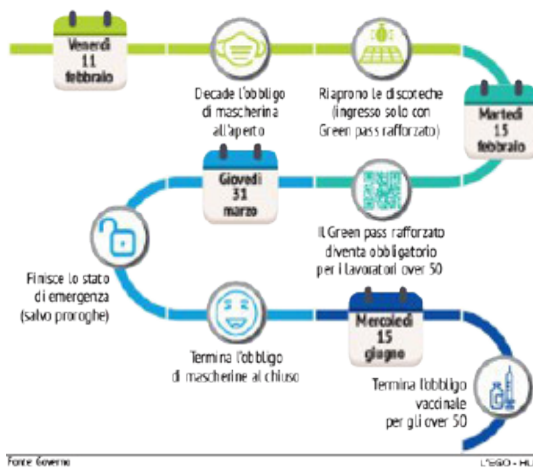 Venerdì
11
febbraio
Decade l'obbligo
di mascherina
all'aperto
Riaprono le discoteche
(ingresso solo con
Green pass rafforzato)
Martedì
15
febbraio
Il Green pass rafforzato
diventa obbligatorio
per i lavoratori over 50
Giovedì
31
marzo
Finisce lo stato
di emergenza
(salvo proroghe)
Termina l'obbligo
di mascherine al chiuso
Mercoledì
15
giugno
Termina l'obbligo
vaccinale
per gli over 50
Fonte: Governo
L'EGO - HUB